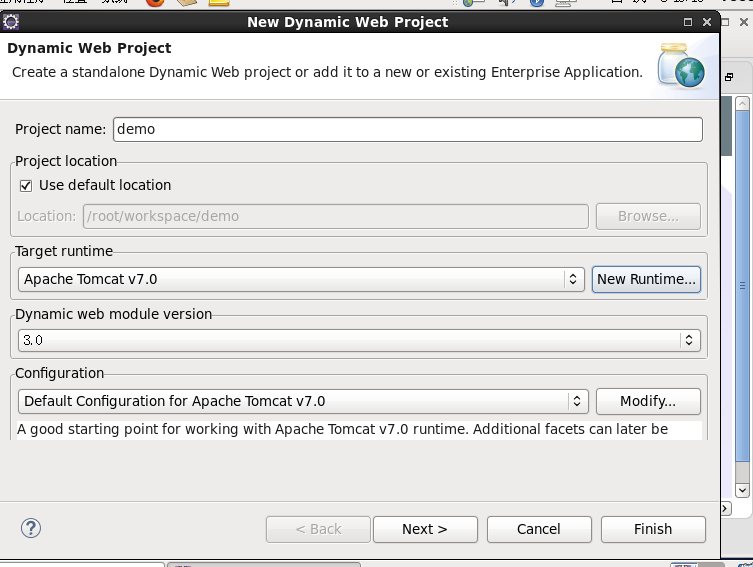 New Dynamic Web Project
Dynamic Web Project
Create a standalone Dynamic Web project or add it to a new or existing Enterprise Application.
Project name: demo
Project location
Use default location
Location: /root/workspace/demo Browse...
Target runtime
Apache Tomcat v7.0 New Runtime...
Dynamic web module version
3.0
Configuration
Default Configuration for Apache Tomcat v7.0 Modify...
A good starting point for working with Apache Tomcat v7.0 runtime. Additional facets can later be
< Back Next > Cancel Finish